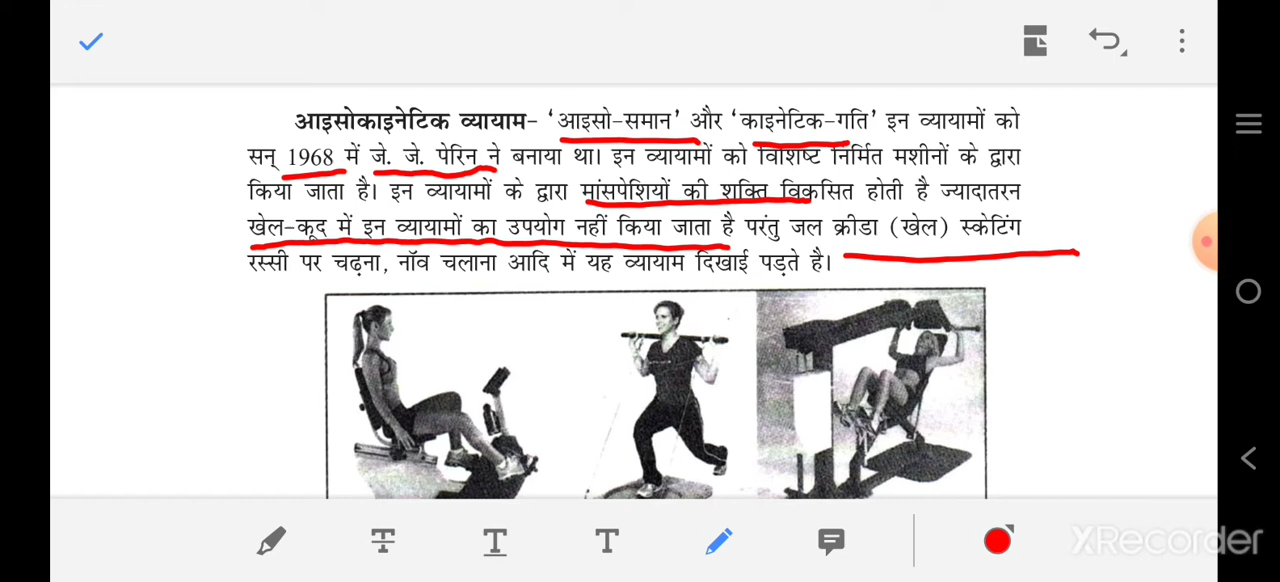 आइसोकाइनेटिक व्यायाम- 'आइसो-समान' और 'काइनेटिक-गति' इन व्यायामों को
सन् 1968 में जे. जे. पेरिन ने बनाया था। इन व्यायामों को विशिष्ट निर्मित मशीनों के द्वारा
किया जाता है। इन व्यायामों के द्वारा मांसपेशियों की शक्ति विकसित होती है ज्यादातरन
खेल-कूद में इन व्यायामों का उपयोग नहीं किया जाता है परंतु जल क्रीडा (खेल) स्केटिंग
रस्सी पर चढ़ना, नॉव चलाना आदि में यह व्यायाम दिखाई पड़ते है।
T T T
XRecorder